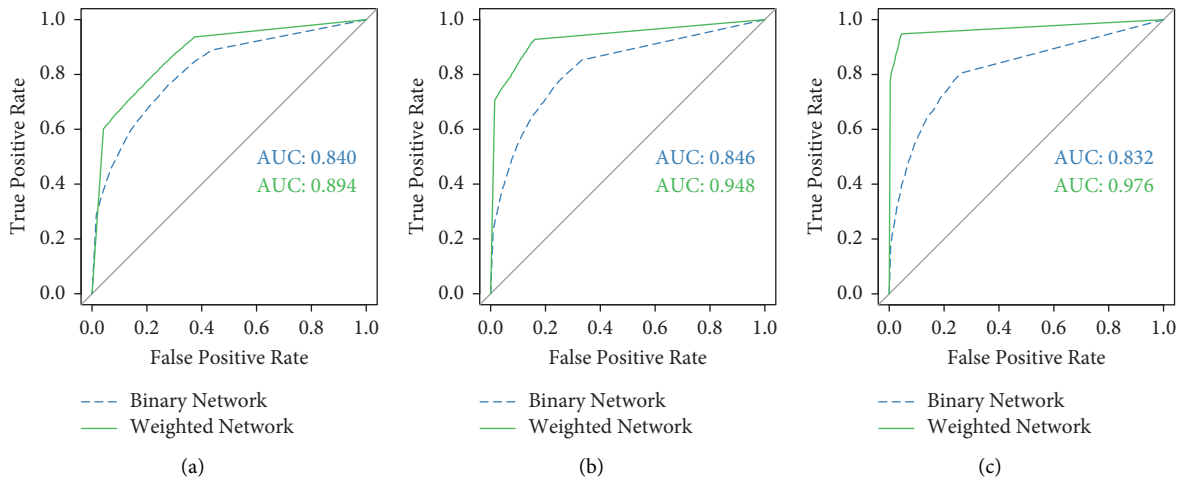 True Positive Rate
1.0
0.8
0.6
0.4
0.2
0.0
AUC: 0.840
AUC: 0.894
0.0 0.2 0.4 0.6 0.8 1.0
False Positive Rate
Binary Network
Weighted Network
(a)
True Positive Rate
1.0
0.8
0.6
0.4
0.2
0.0
AUC: 0.846
AUC: 0.948
0.0 0.2 0.4 0.6 0.8 1.0
False Positive Rate
Binary Network
Weighted Network
(b)
True Positive Rate
1.0
0.8
0.6
0.4
0.2
0.0
AUC: 0.832
AUC: 0.976
0.0 0.2 0.4 0.6 0.8 1.0
False Positive Rate
Binary Network
Weighted Network
(c)